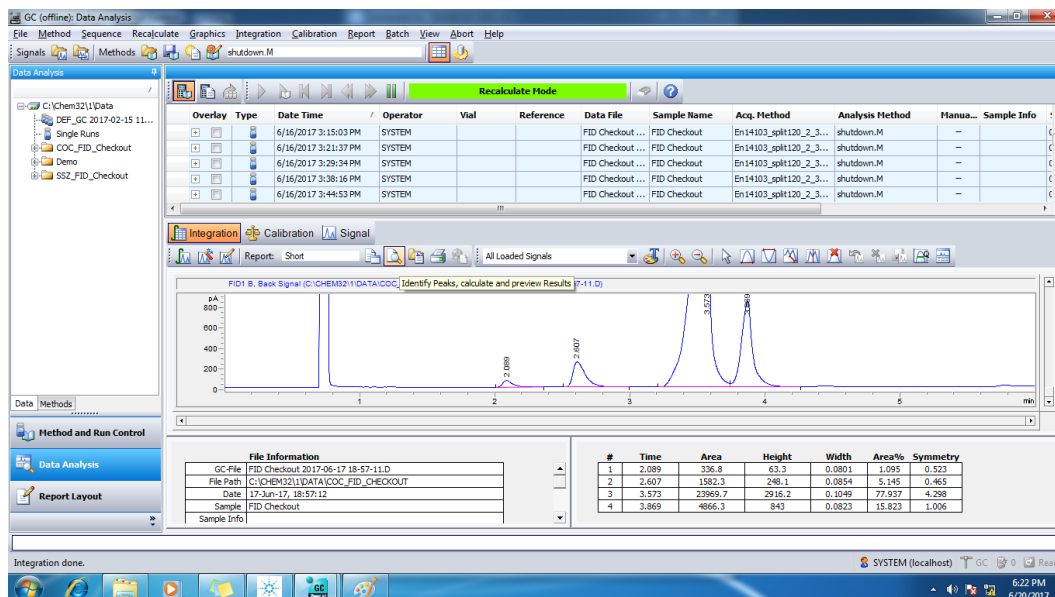 GC (offline): Data Analysis
File Method Sequence Recalculate Graphics Integration Calibration Report Batch View Abort Help
Signals Methods shutdown.M
Data Analysis
C:\Chem32\1\Data
DEF_GC 2017-02-15 11...
Single Runs
COC_FID_Checkout
Demo
SSZ_FID_Checkout
Data Methods
Method and Run Control
Data Analysis
Report Layout
Recalculate Mode
Overlay Type Date Time Operator Vial Reference Data File Sample Name Acq. Method Analysis Method Manua... Sample Info
6/16/2017 3:15:03 PM SYSTEM FID Checkout ... FID Checkout En14103_split120_2_3... shutdown.M –
6/16/2017 3:21:37 PM SYSTEM FID Checkout ... FID Checkout En14103_split120_2_3... shutdown.M –
6/16/2017 3:29:34 PM SYSTEM FID Checkout ... FID Checkout En14103_split120_2_3... shutdown.M –
6/16/2017 3:38:16 PM SYSTEM FID Checkout ... FID Checkout En14103_split120_2_3... shutdown.M –
6/16/2017 3:44:53 PM SYSTEM FID Checkout ... FID Checkout En14103_split120_2_3... shutdown.M –
Integration Calibration Signal
Report: Short All Loaded Signals
FID1 B, Back Signal (C:\CHEM32\1\DATA\COC_ Identify Peaks, calculate and preview Results 7-11.D)
pA
800
600
400
200
0
2.089
2.607
3.573
3.869
1 2 3 4 5 min
File Information
GC-File FID Checkout 2017-06-17 18-57-11.D
File Path C:\CHEM32\1\DATA\COC_FID_CHECKOUT
Date 17-Jun-17, 18:57:12
Sample FID Checkout
Sample Info
# Time Area Height Width Area% Symmetry
1 2.089 336.8 63.3 0.0801 1.095 0.523
2 2.607 1582.3 248.1 0.0854 5.145 0.465
3 3.573 23969.7 2916.2 0.1049 77.937 4.298
4 3.869 4866.3 843 0.0823 15.823 1.006
Integration done.
SYSTEM (localhost) GC 0 Rea
GC
6:22 PM
6/20/2017